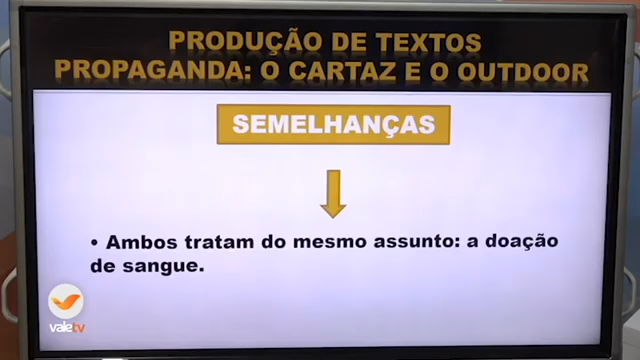 PRODUÇÃO DE TEXTOS
PROPAGANDA: O CARTAZ E O OUTDOOR
SEMELHANÇAS
• Ambos tratam do mesmo assunto: a doação
de sangue.
valetv